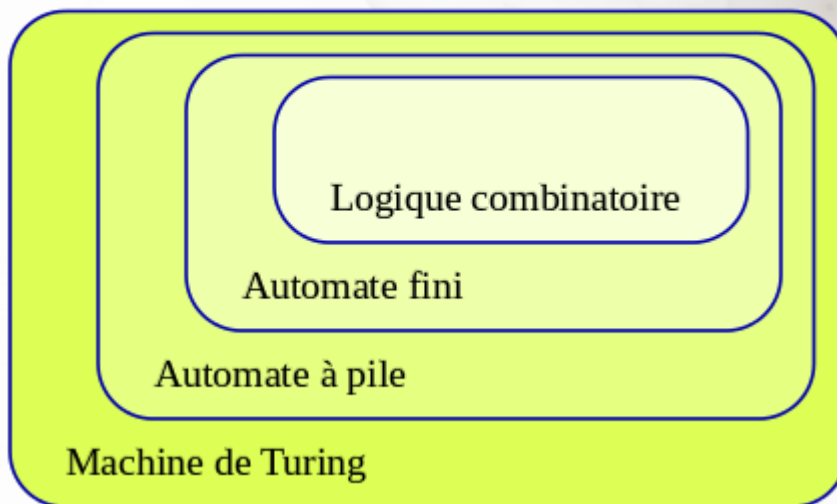 Logique combinatoire
Automate fini
Automate à pile
Machine de Turing